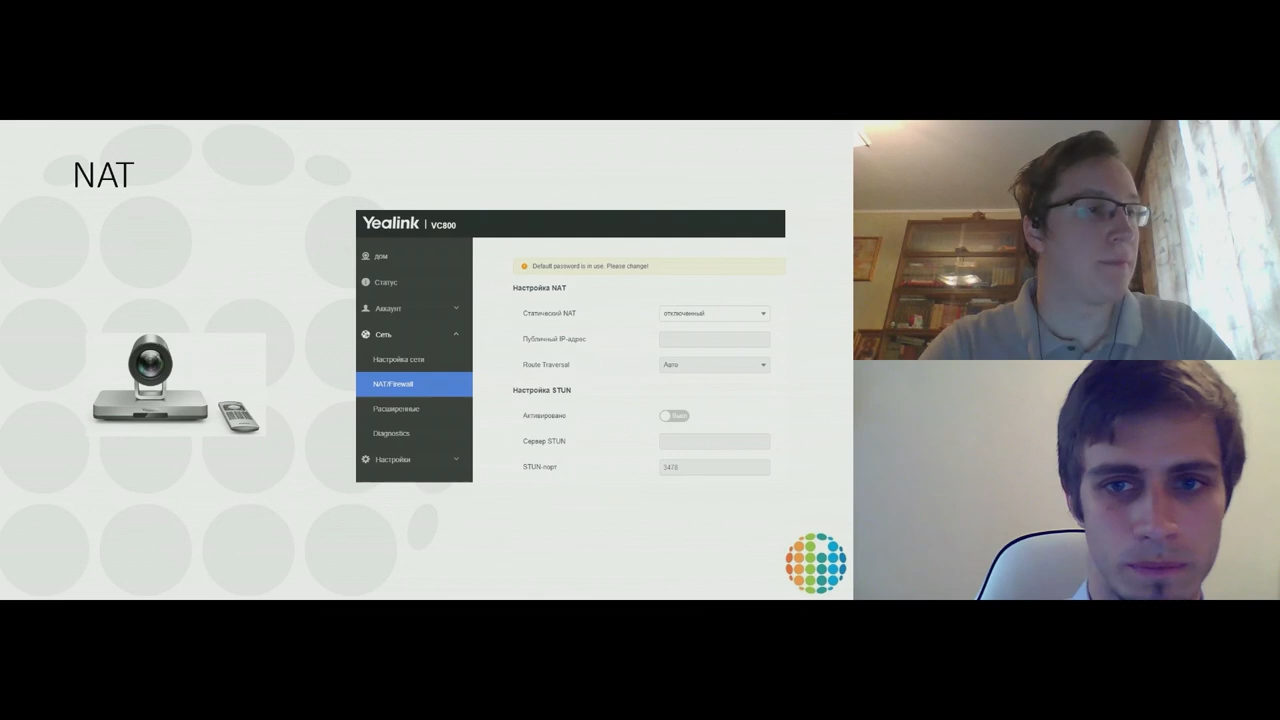 NAT
Yealink | VC800
дом
Статус
Аккаунт
Сеть
Настройка сети
NAT/Firewall
Расширенные
Diagnostics
Настройки
Default password is in use. Please change!
Настройка NAT
Статический NAT
отключенный
Публичный IP-адрес
Route Traversal
Авто
Настройка STUN
Активировано
Выкл
Сервер STUN
STUN-порт
3478